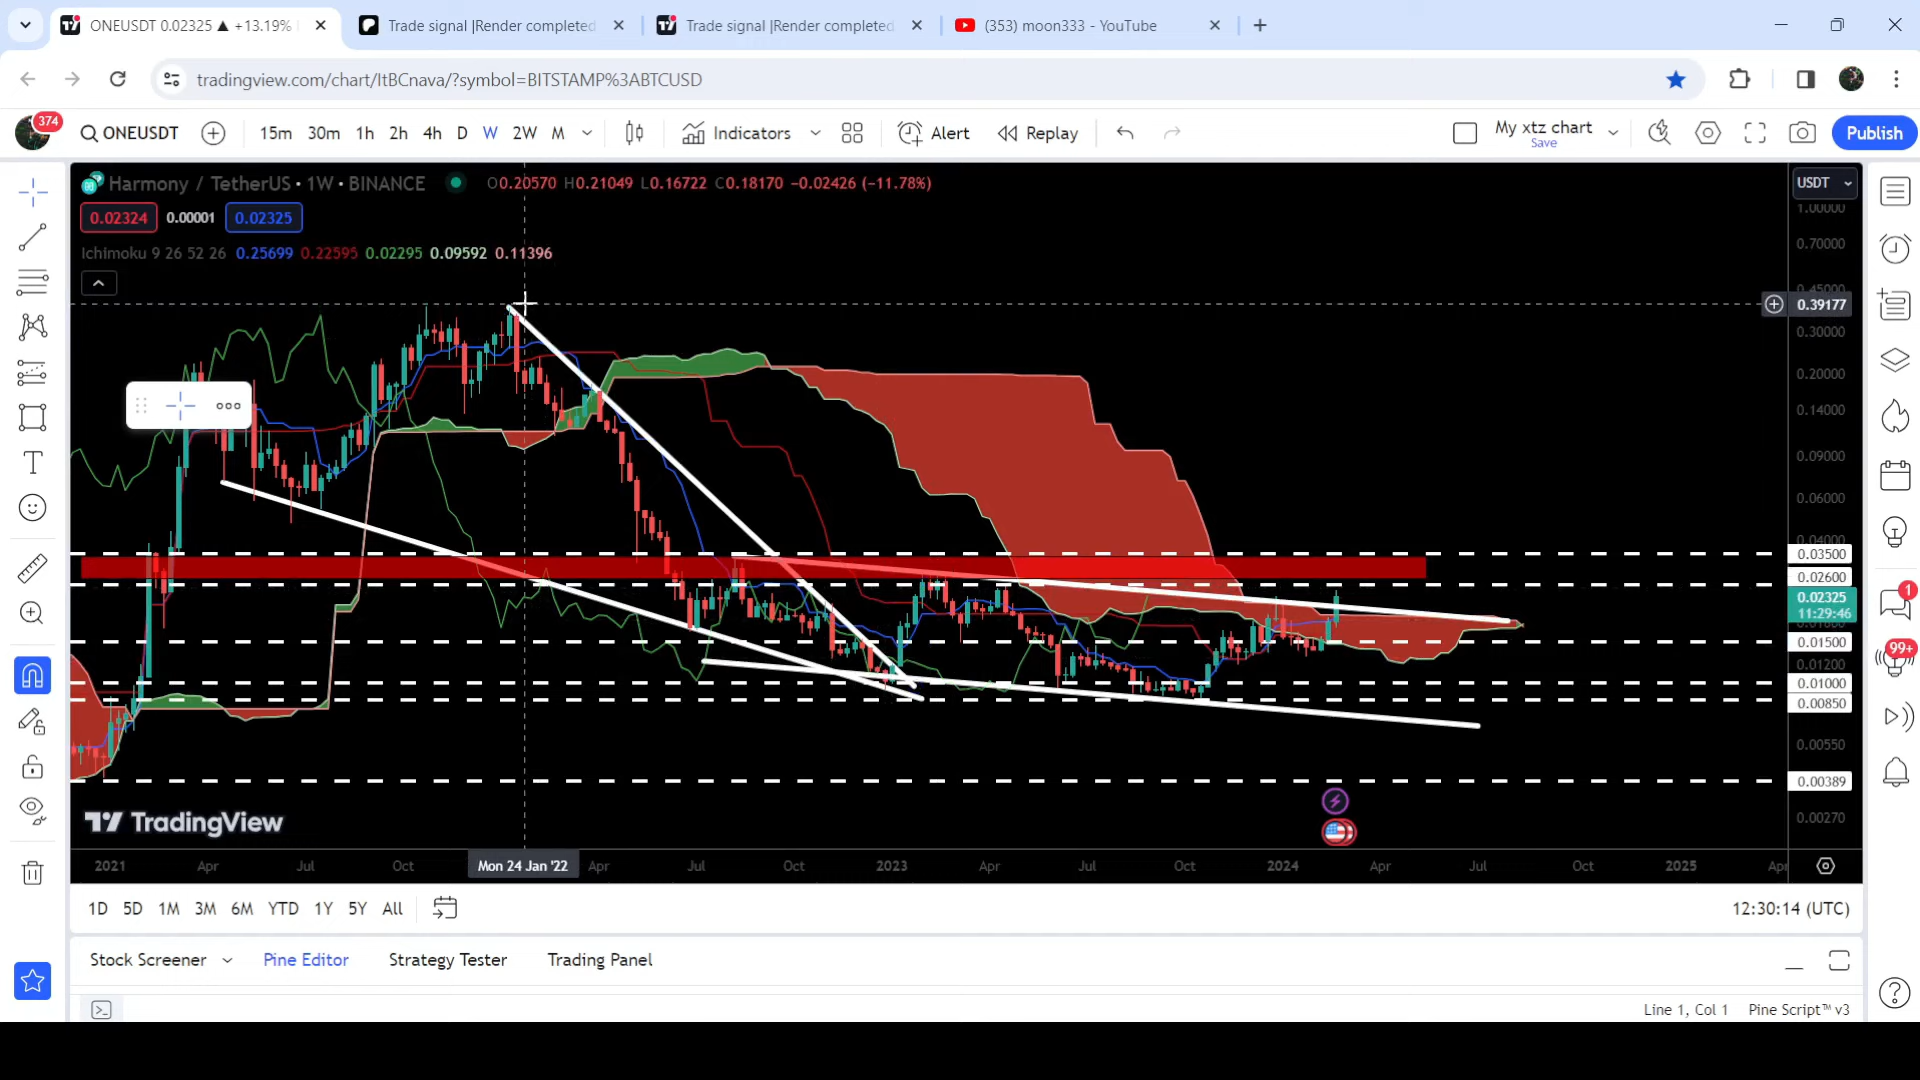 ONEUSDT 0.02325 ▲ +13.19%
Trade signal |Render completed
Trade signal |Render completed
(353) moon333 - YouTube
tradingview.com/chart/ItBCnava/?symbol=BITSTAMP%3ABTCUSD
374
ONEUSDT
15m 30m 1h 2h 4h D W 2W M
Indicators
Alert
Replay
My xtz chart
Save
Publish
Harmony / TetherUS • 1W • BINANCE
O0.20570 H0.21049 L0.16722 C0.18170 −0.02426 (−11.78%)
USDT
1.00000
0.02324 0.00001 0.02325
0.70000
Ichimoku 9 26 52 26 0.25699 0.22595 0.02295 0.09592 0.11396
0.45000
0.39177
0.30000
0.20000
0.14000
0.09000
0.06000
0.04000
0.03500
0.02600
0.02325
11:29:46
0.01500
0.01200
0.01000
0.00850
0.00550
0.00389
0.00270
1
99+
TradingView
2021 Apr Jul Oct Mon 24 Jan '22 Apr Jul Oct 2023 Apr Jul Oct 2024 Apr Jul Oct 2025 Apr
1D 5D 1M 3M 6M YTD 1Y 5Y All
12:30:14 (UTC)
Stock Screener Pine Editor Strategy Tester Trading Panel
Line 1, Col 1 Pine Script™ v3